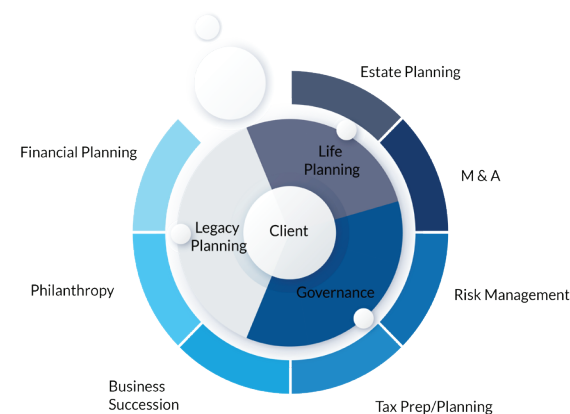 Estate Planning
Financial Planning
Life
Planning
M & A
Legacy
Planning
Client
Philanthropy
Governance
Risk Management
Business
Succession
Tax Prep/Planning